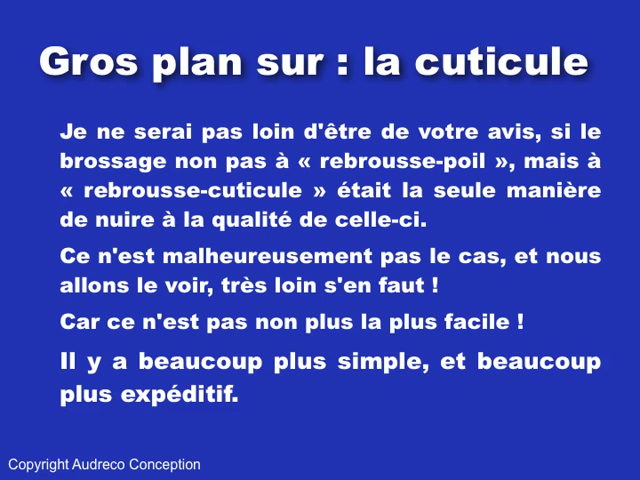 Gros plan sur : la cuticule
Je ne serai pas loin d'être de votre avis, si le
brossage non pas à « rebrousse-poil », mais à
« rebrousse-cuticule » était la seule manière
de nuire à la qualité de celle-ci.
Ce n'est malheureusement pas le cas, et nous
allons le voir, très loin s'en faut !
Car ce n'est pas non plus la plus facile !
Il y a beaucoup plus simple, et beaucoup
plus expéditif.
Copyright Audreco Conception